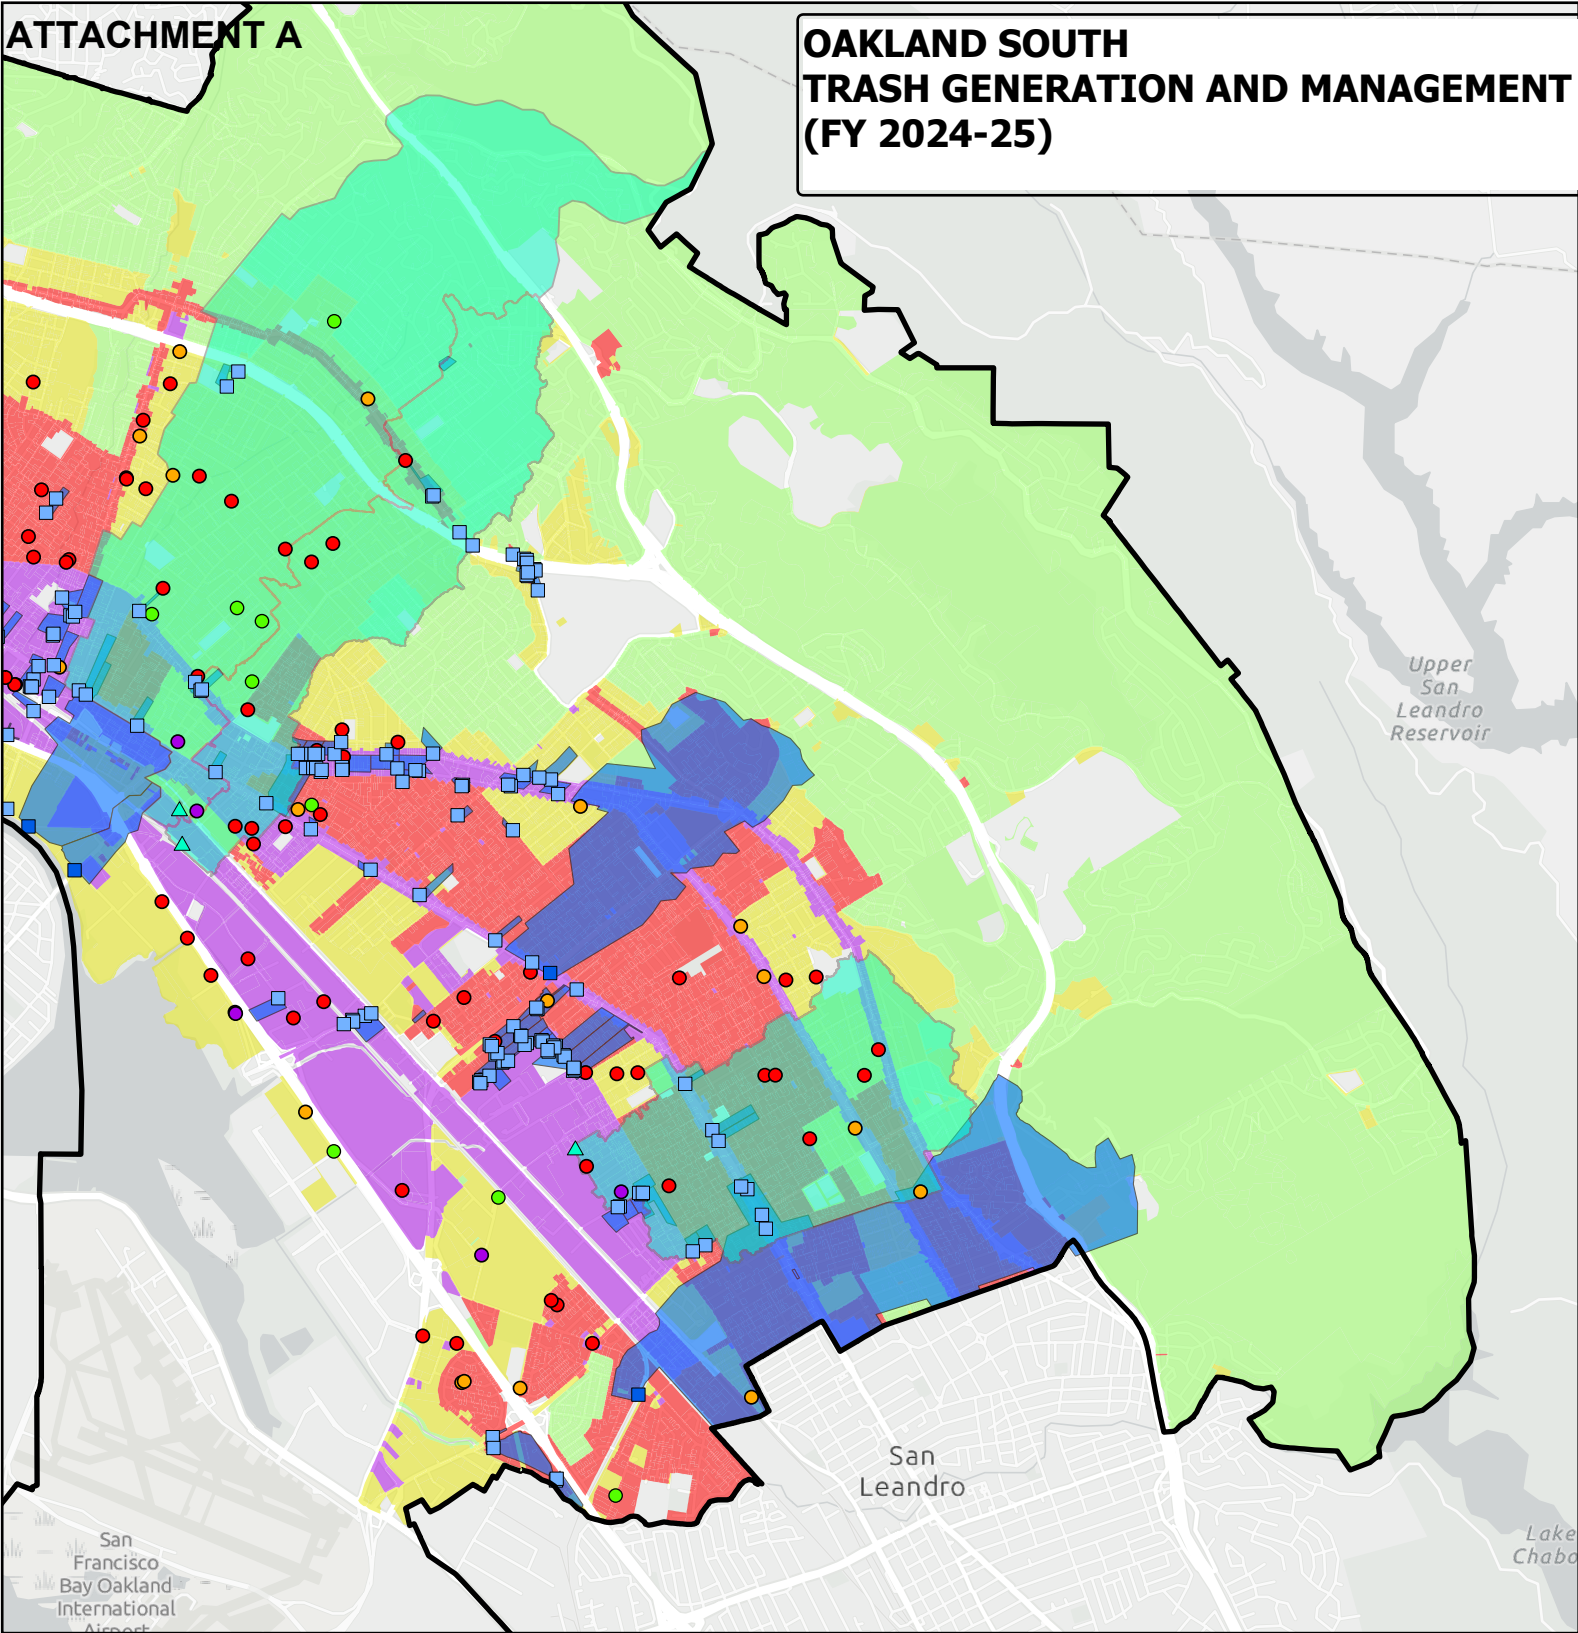 ATTACHMENT A
OAKLAND SOUTH
TRASH GENERATION AND MANAGEMENT
(FY 2024-25)
Upper
San
Leandro
Reservoir
San
Leandro
Lake
Chabo
San
Francisco
Bay Oakland
International
Airport